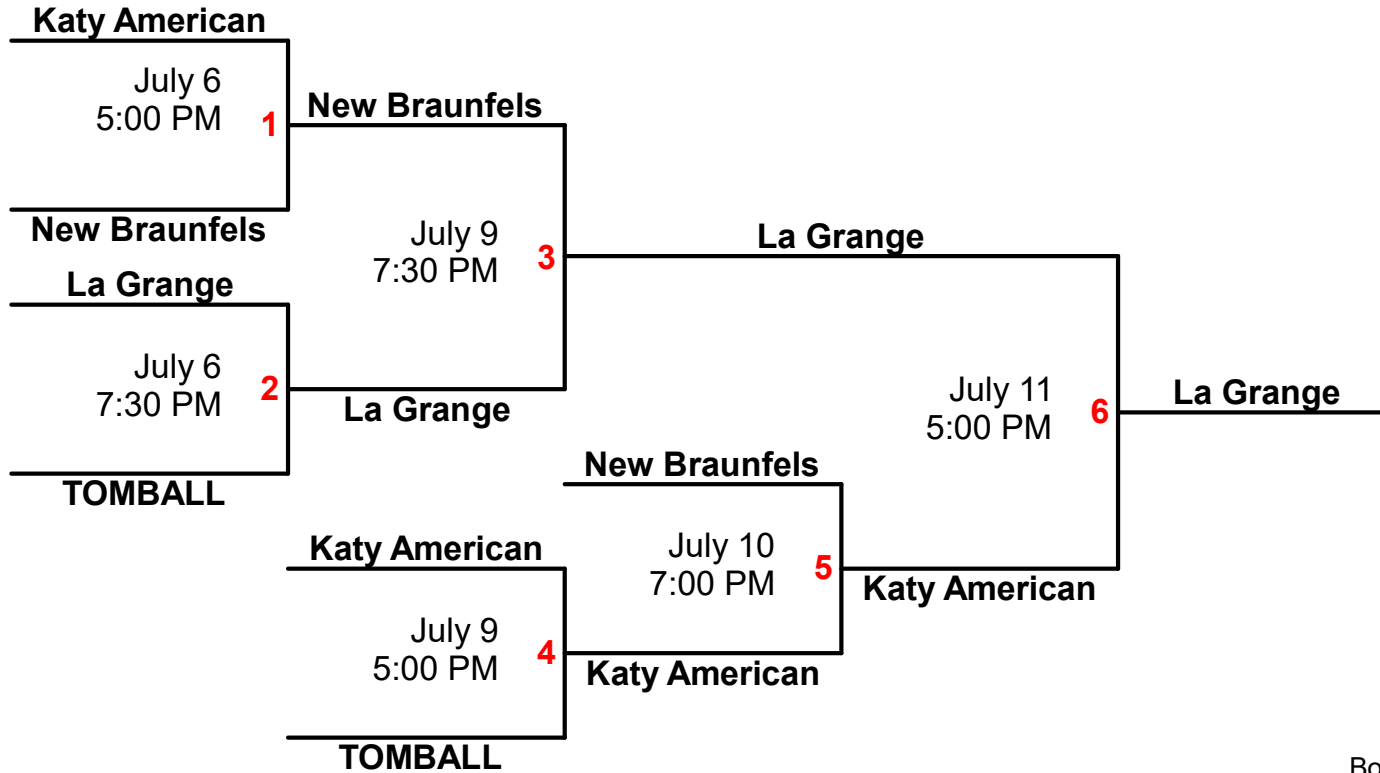 Katy American
July 6
5:00 PM
1
New Braunfels
New Braunfels
July 9
7:30 PM
3
La Grange
La Grange
July 6
7:30 PM
2
La Grange
TOMBALL
July 11
5:00 PM
6
La Grange
New Braunfels
Katy American
July 10
7:00 PM
5
Katy American
July 9
5:00 PM
4
Katy American
TOMBALL